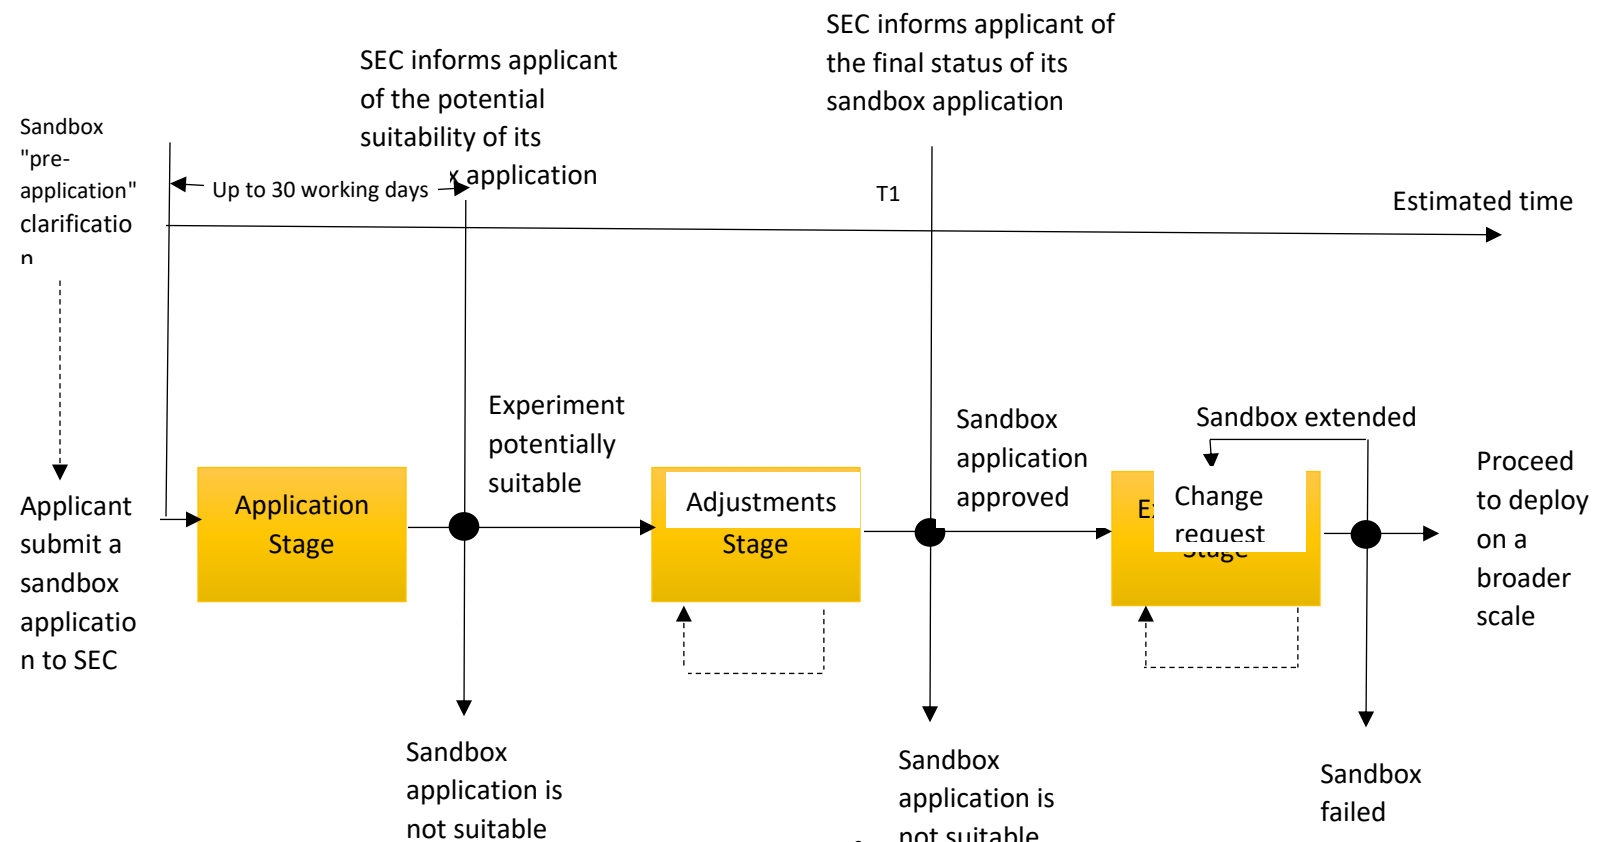 SEC informs applicant of
the final status of its
sandbox application
SEC informs applicant
of the potential
suitability of its
application
Sandbox
"pre-
application"
clarificatio
n
Up to 30 working days
T1
Estimated time
Experiment
potentially
suitable
Sandbox
application
approved
Sandbox extended
Proceed
to deploy
on a
broader
scale
Applicant
submit a
sandbox
applicatio
n to SEC
Application
Stage
Adjustments
Stage
Change
request
Stage
Sandbox
application is
not suitable
Sandbox
application is
not suitable
Sandbox
failed